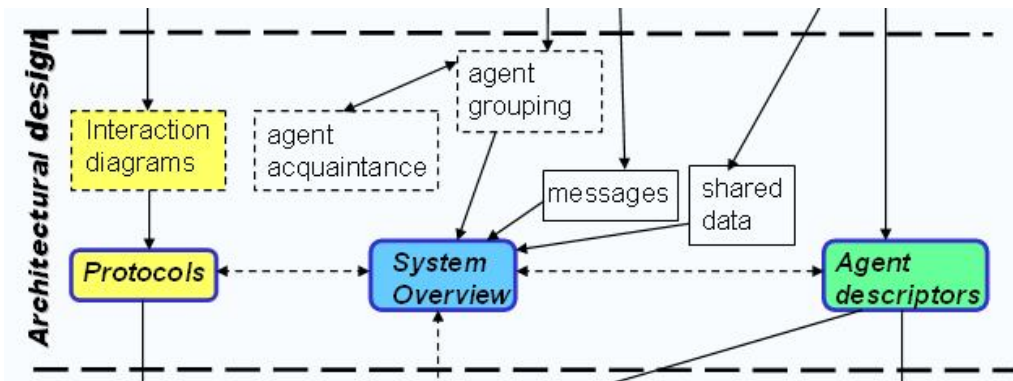 Architectural design
agent
grouping
Interaction
diagrams
agent
acquaintance
messages
shared
data
Protocols
System
Overview
Agent
descriptors